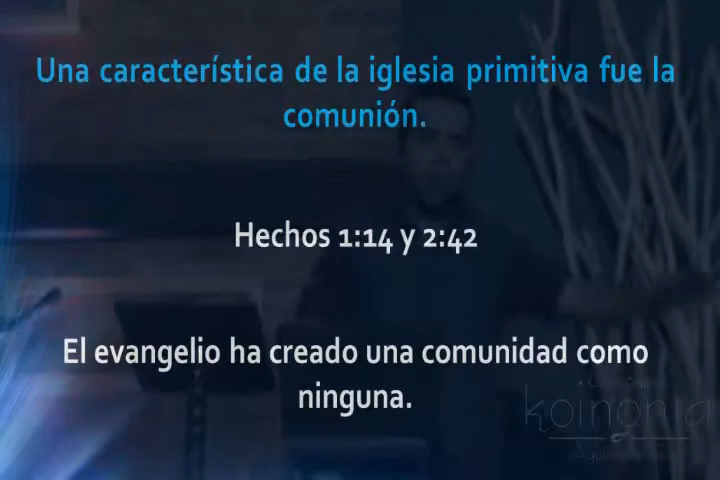 Una característica de la iglesia primitiva fue la
comunión.
Hechos 1:14 y 2:42
El evangelio ha creado una comunidad como
ninguna.
koinonia